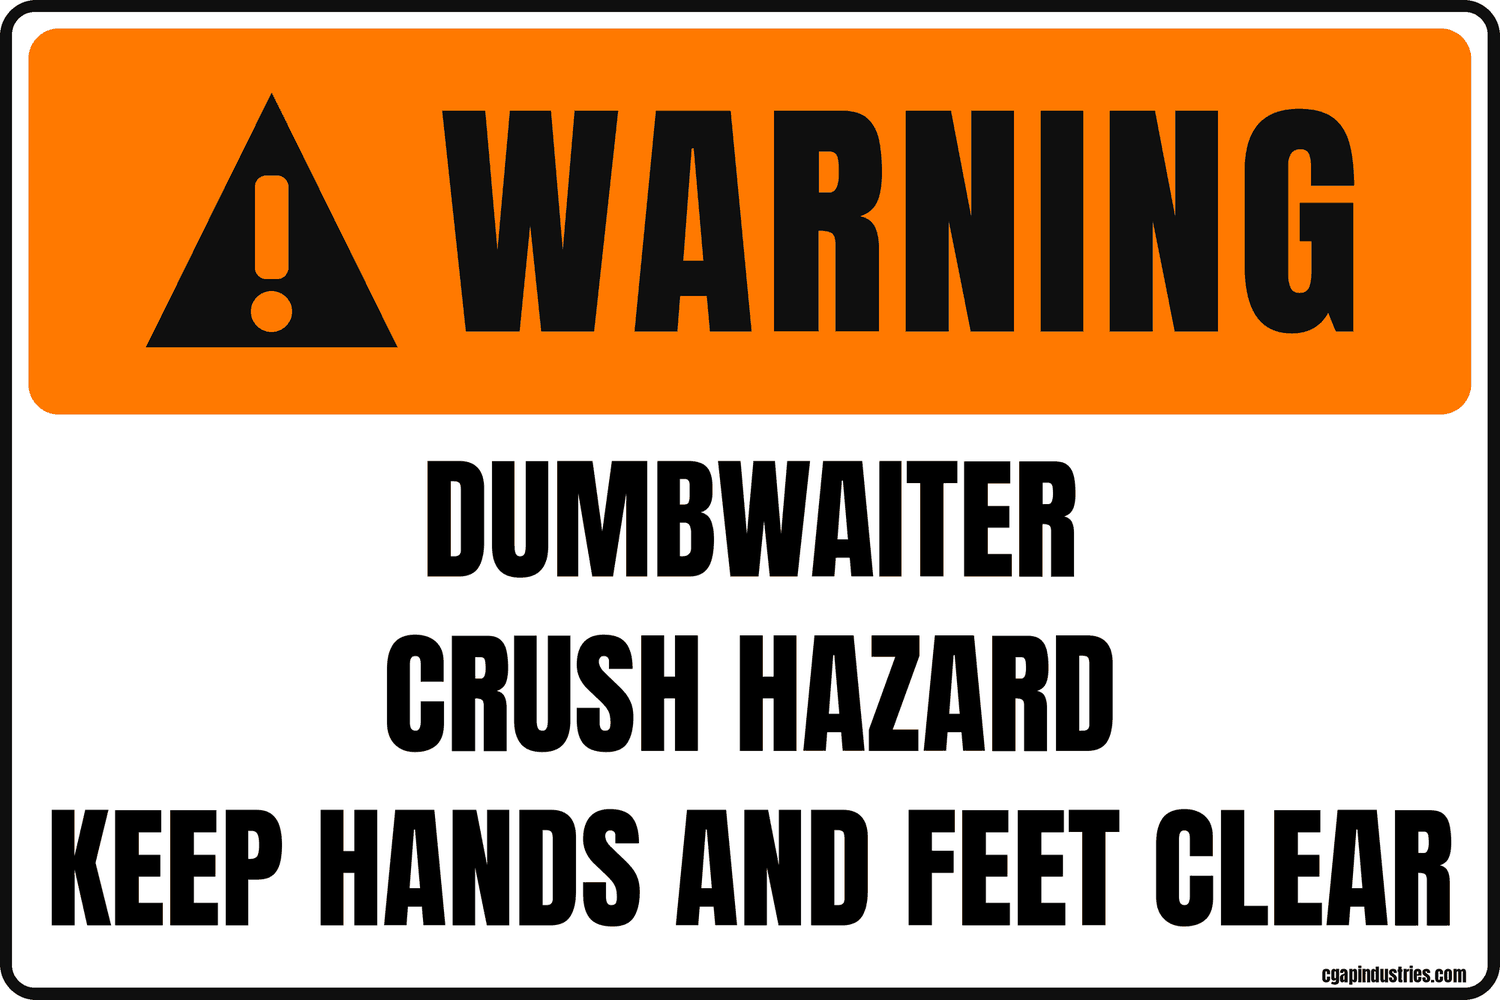 WARNING
DUMBWAITER
CRUSH HAZARD
KEEP HANDS AND FEET CLEAR
cgapindustries.com